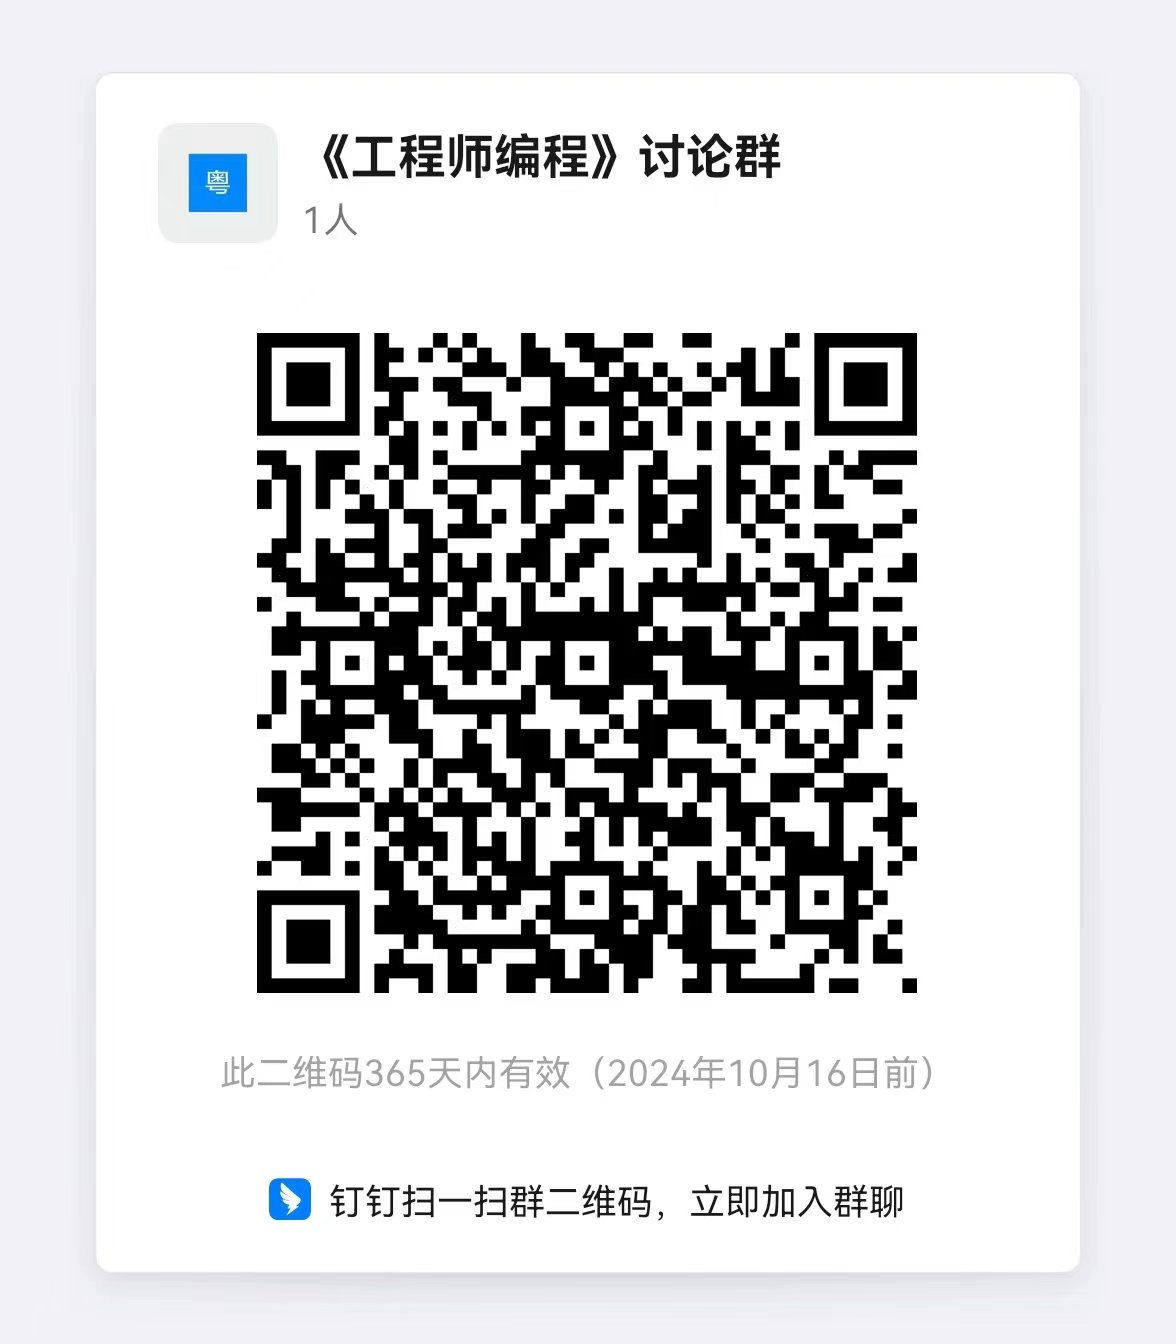 粤
《工程师编程》讨论群
1人
此二维码365天内有效（2024年10月16日前）
钉钉扫一扫群二维码，立即加入群聊